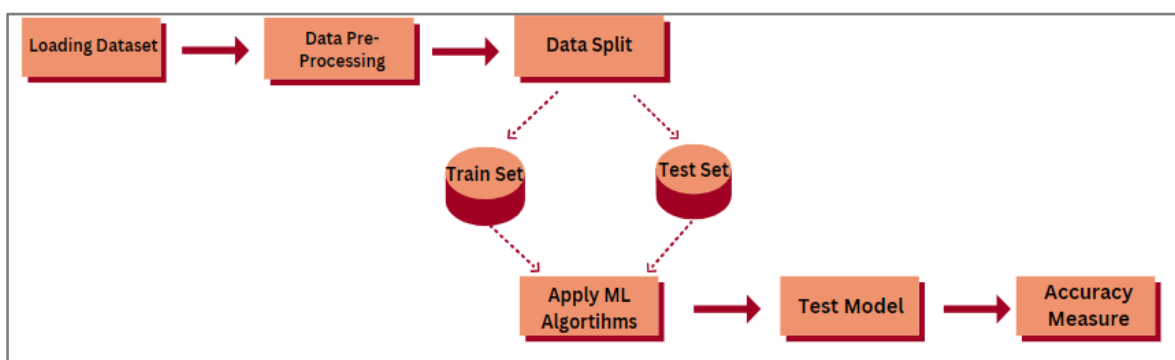 Loading Dataset
Data Pre-
Processing
Data Split
Train Set
Test Set
Apply ML
Algortihms
Test Model
Accuracy
Measure